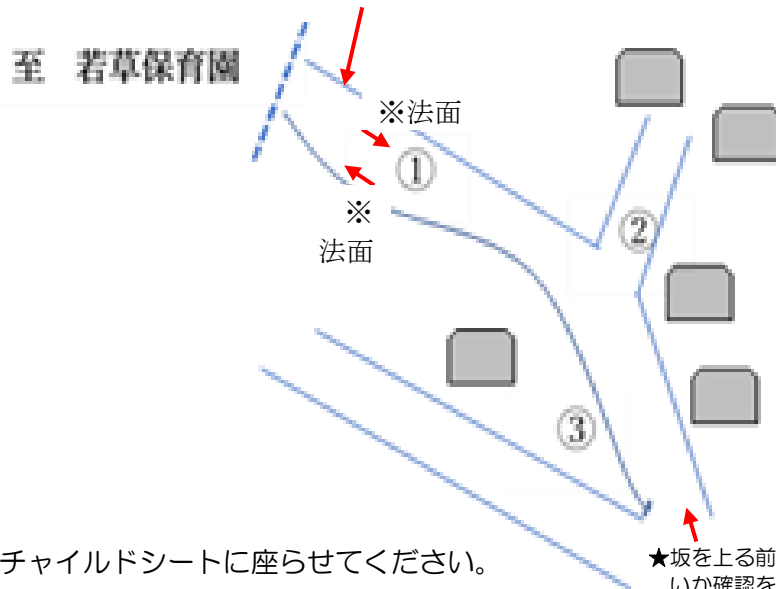 至 若草保育園
※法面
①
※
法面
②
③
チャイルドシートに座らせてください。
★坂を上る前
いか確認を